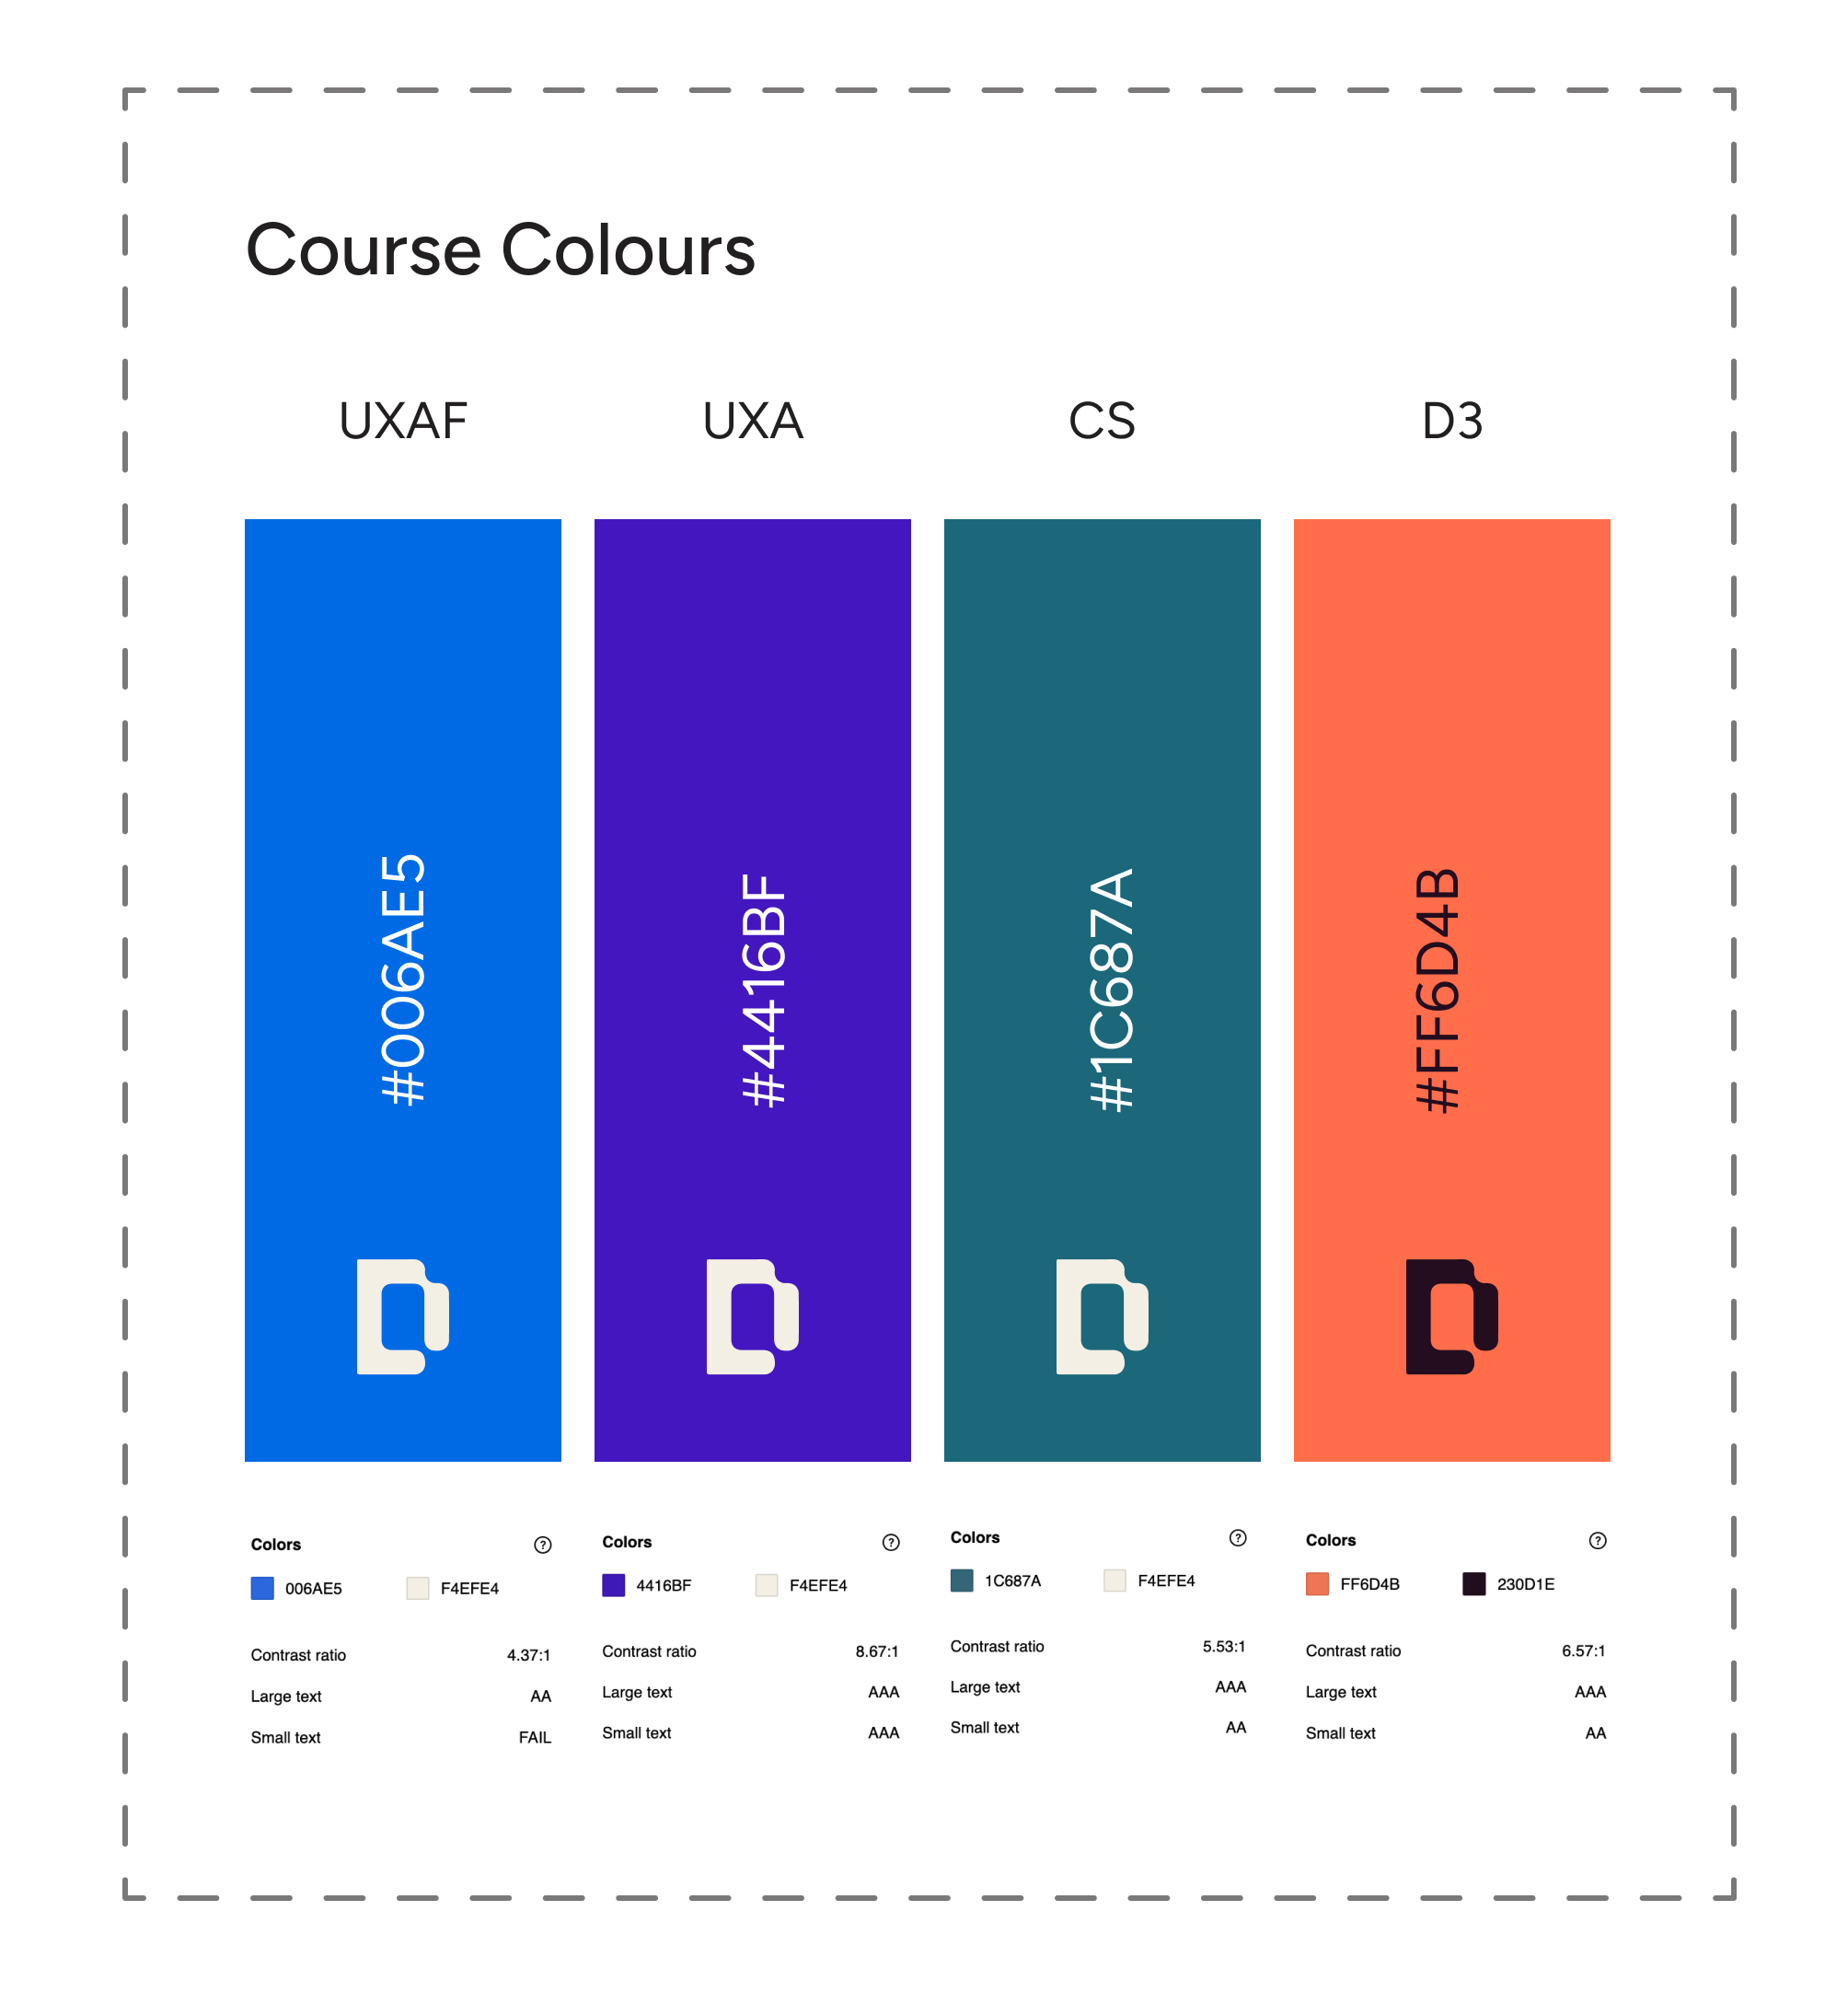 Course Colours
UXAF
UXA
CS
D3
#006AE5
#4416BF
#1C687A
#FF6D4B
Colors
006AE5 F4EFE4
Contrast ratio 4.37:1
Large text AA
Small text FAIL
Colors
4416BF F4EFE4
Contrast ratio 8.67:1
Large text AAA
Small text AAA
Colors
1C687A F4EFE4
Contrast ratio 5.53:1
Large text AAA
Small text AA
Colors
FF6D4B 230D1E
Contrast ratio 6.57:1
Large text AAA
Small text AA